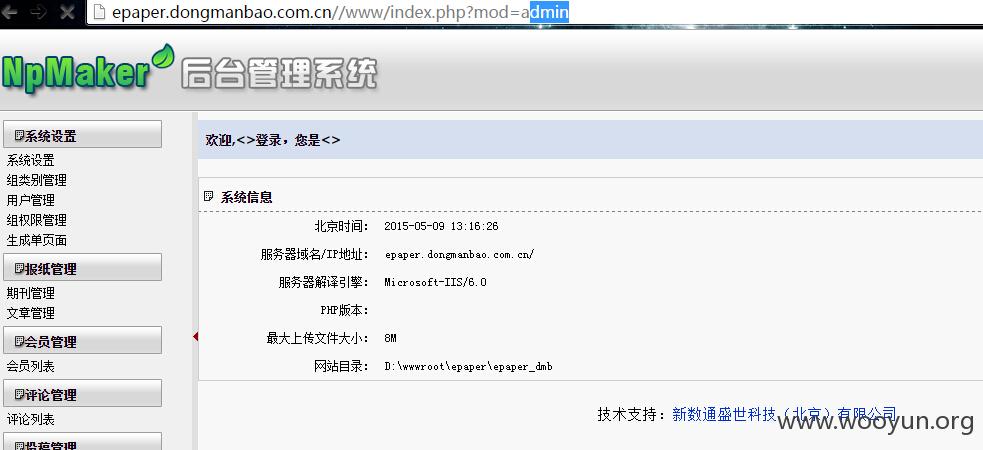 epaper.dongmanbao.com.cn//www/index.php?mod=admin
NpMaker 后台管理系统
系统设置
系统设置
组类别管理
用户管理
组权限管理
生成单页面
报纸管理
期刊管理
文章管理
会员管理
会员列表
评论管理
评论列表
投稿管理
欢迎,<>登录，您是<>
系统信息
北京时间： 2015-05-09 13:16:26
服务器域名/IP地址： epaper.dongmanbao.com.cn/
服务器解译引擎： Microsoft-IIS/6.0
PHP版本：
最大上传文件大小： 8M
网站目录： D:\wwwroot\epaper\epaper_dmb
技术支持：新数通盛世科技（北京）有限公司
www.wooyun.org